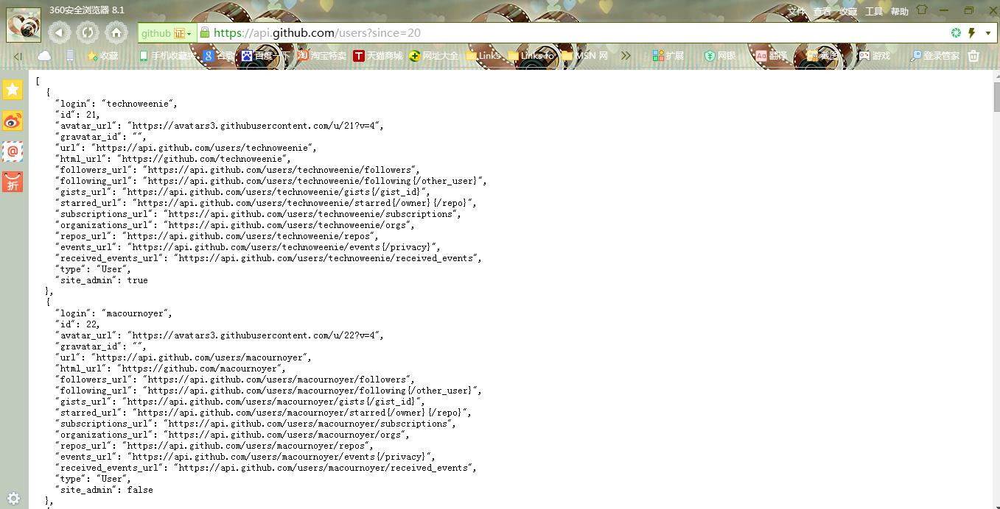 360安全浏览器 8.1
文件 查看 收藏 工具 帮助
github 证 https://api.github.com/users?since=20
收藏 手机收藏夹 谷歌 百度一下 淘宝特卖 天猫商城 网址大全 Links Links fo MSN 网 扩展 网银 翻译 截图 游戏 登录管家
[
{
"login": "technoweenie",
"id": 21,
"avatar_url": "https://avatars3.githubusercontent.com/u/21?v=4",
"gravatar_id": "",
"url": "https://api.github.com/users/technoweenie",
"html_url": "https://github.com/technoweenie",
"followers_url": "https://api.github.com/users/technoweenie/followers",
"following_url": "https://api.github.com/users/technoweenie/following{/other_user}",
"gists_url": "https://api.github.com/users/technoweenie/gists{/gist_id}",
"starred_url": "https://api.github.com/users/technoweenie/starred{/owner}{/repo}",
"subscriptions_url": "https://api.github.com/users/technoweenie/subscriptions",
"organizations_url": "https://api.github.com/users/technoweenie/orgs",
"repos_url": "https://api.github.com/users/technoweenie/repos",
"events_url": "https://api.github.com/users/technoweenie/events{/privacy}",
"received_events_url": "https://api.github.com/users/technoweenie/received_events",
"type": "User",
"site_admin": true
},
{
"login": "macournoyer",
"id": 22,
"avatar_url": "https://avatars3.githubusercontent.com/u/22?v=4",
"gravatar_id": "",
"url": "https://api.github.com/users/macournoyer",
"html_url": "https://github.com/macournoyer",
"followers_url": "https://api.github.com/users/macournoyer/followers",
"following_url": "https://api.github.com/users/macournoyer/following{/other_user}",
"gists_url": "https://api.github.com/users/macournoyer/gists{/gist_id}",
"starred_url": "https://api.github.com/users/macournoyer/starred{/owner}{/repo}",
"subscriptions_url": "https://api.github.com/users/macournoyer/subscriptions",
"organizations_url": "https://api.github.com/users/macournoyer/orgs",
"repos_url": "https://api.github.com/users/macournoyer/repos",
"events_url": "https://api.github.com/users/macournoyer/events{/privacy}",
"received_events_url": "https://api.github.com/users/macournoyer/received_events",
"type": "User",
"site_admin": false
},
折